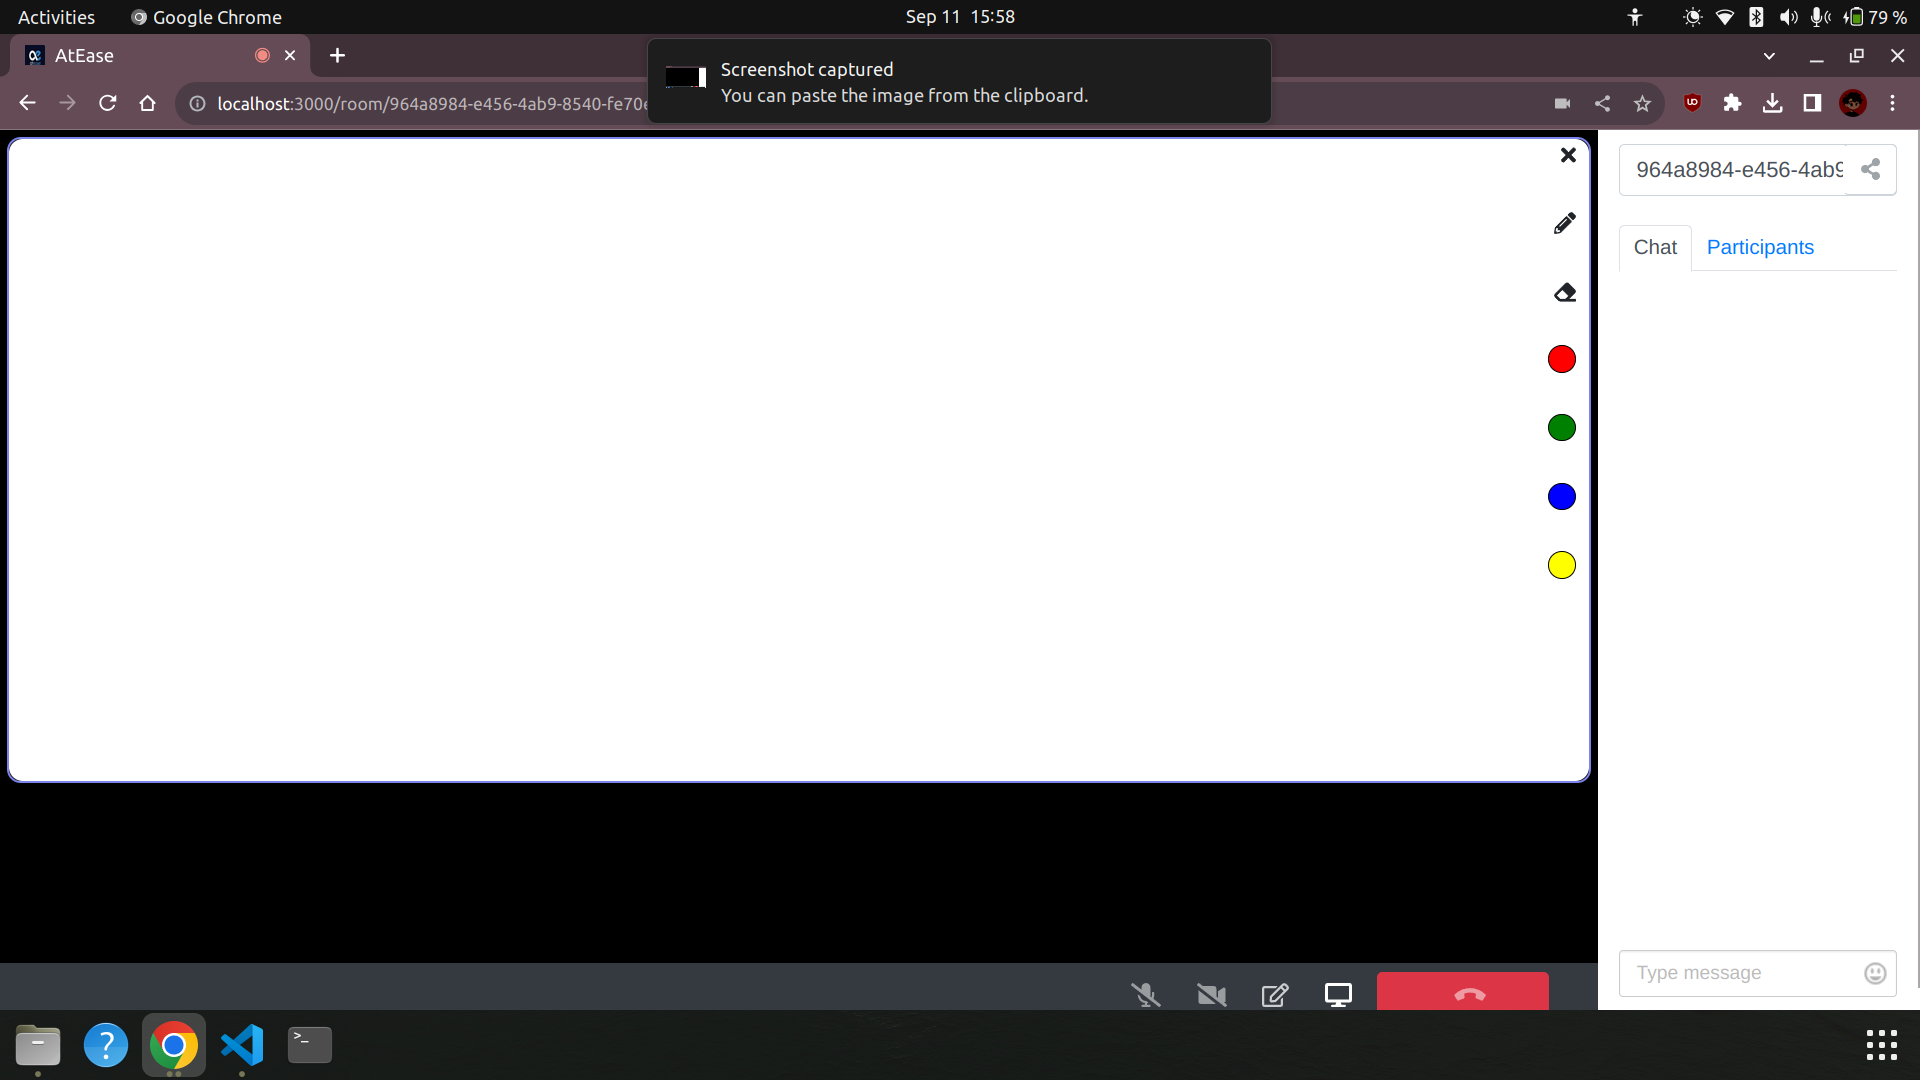 Activities
Google Chrome
Sep 11 15:58
79 %
AtEase
Screenshot captured
You can paste the image from the clipboard.
localhost:3000/room/964a8984-e456-4ab9-8540-fe70
964a8984-e456-4ab9
Chat
Participants
Type message